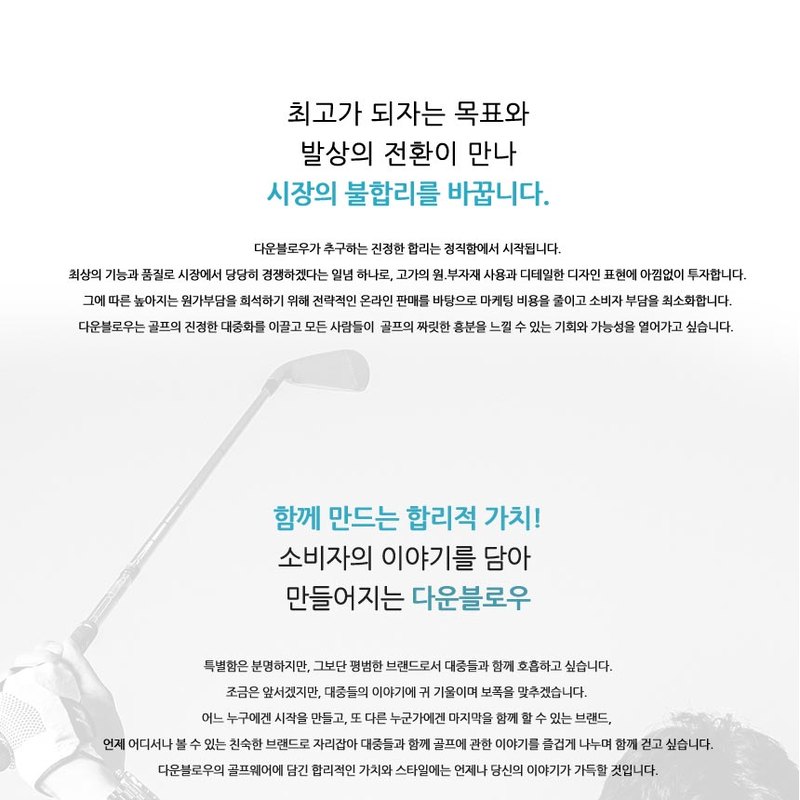 최고가 되자는 목표와
발상의 전환이 만나
시장의 불합리를 바꿉니다.
다운블로우가 추구하는 진정한 합리는 정직함에서 시작됩니다.
최상의 기능과 품질로 시장에서 당당히 경쟁하겠다는 일념 하나로, 고가의 원.부자재 사용과 디테일한 디자인 표현에 아낌없이 투자합니다.
그에 따른 높아지는 원가부담을 희석하기 위해 전략적인 온라인 판매를 바탕으로 마케팅 비용을 줄이고 소비자 부담을 최소화합니다.
다운블로우는 골프의 진정한 대중화를 이끌고 모든 사람들이 골프의 짜릿한 흥분을 느낄 수 있는 기회와 가능성을 열어가고 싶습니다.
함께 만드는 합리적 가치!
소비자의 이야기를 담아
만들어지는 다운블로우
특별함은 분명하지만, 그보단 평범한 브랜드로서 대중들과 함께 호흡하고 싶습니다.
조금은 앞서겠지만, 대중들의 이야기에 귀 기울이며 보폭을 맞추겠습니다.
어느 누구에겐 시작을 만들고, 또 다른 누군가에겐 마지막을 함께 할 수 있는 브랜드,
언제 어디서나 볼 수 있는 친숙한 브랜드로 자리잡아 대중들과 함께 골프에 관한 이야기를 즐겁게 나누며 함께 걷고 싶습니다.
다운블로우의 골프웨어에 담긴 합리적인 가치와 스타일에는 언제나 당신의 이야기가 가득할 것입니다.